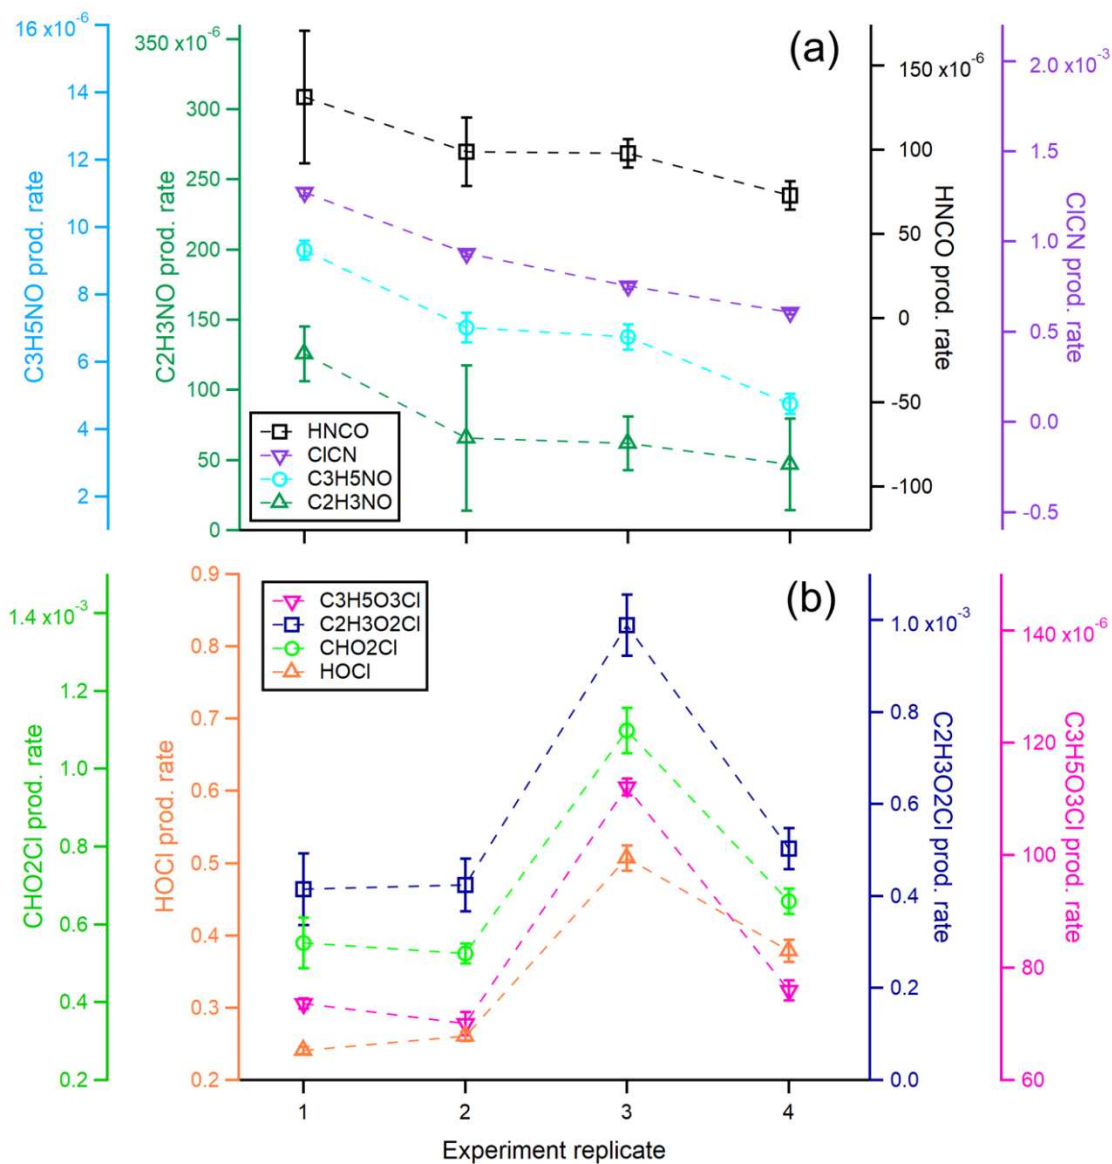 (a)
16 x10-6
14
12
10
8
6
4
2
C3H5NO prod. rate
350 x10-6
300
250
200
150
100
50
0
C2H3NO prod. rate
HNCO
ClCN
C3H5NO
C2H3NO
150 x10-6
100
50
0
-50
-100
HNCO prod. rate
2.0 x10-3
1.5
1.0
0.5
0.0
-0.5
ClCN prod. rate
(b)
1.4 x10-3
1.2
1.0
0.8
0.6
0.4
0.2
CHO2Cl prod. rate
0.9
0.8
0.7
0.6
0.5
0.4
0.3
0.2
HOCl prod. rate
C3H5O3Cl
C2H3O2Cl
CHO2Cl
HOCl
1.0 x10-3
0.8
0.6
0.4
0.2
0.0
C2H3O2Cl prod. rate
140 x10-6
120
100
80
60
C3H5O3Cl prod. rate
1 2 3 4
Experiment replicate